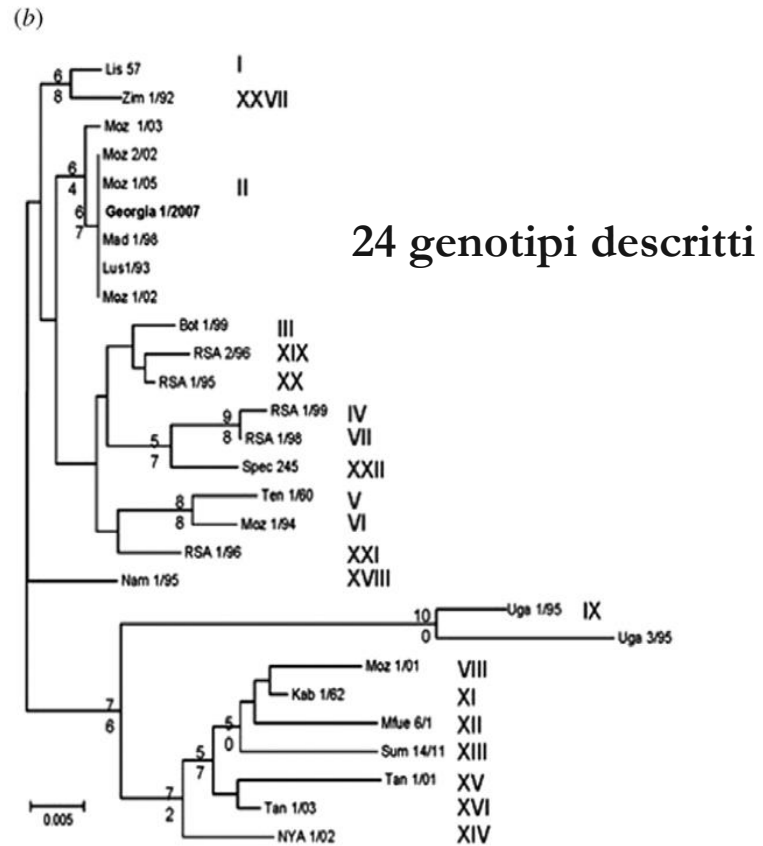 (b)
Lis 57 I
6
8 Zim 1/92 XXVII
Moz 1/03
Moz 2/02
6
4 Moz 1/05 II
6 Georgia 1/2007
7
24 genotipi descritti
Mad 1/98
Lus1/93
Moz 1/02
Bot 1/99 III
RSA 2/96 XIX
RSA 1/95 XX
9 RSA 1/99 IV
5 8 RSA 1/98 VII
7 Spec 245 XXII
8 Ten 1/60 V
8 Moz 1/94 VI
RSA 1/96 XXI
Nam 1/95 XVIII
10 Uga 1/95 IX
0 Uga 3/95
Moz 1/01 VIII
Kab 1/62 XI
7
6
5 Mfue 6/1 XII
0 Sum 14/11 XIII
5
7 Tan 1/01 XV
7
2 Tan 1/03 XVI
NYA 1/02 XIV
0.005